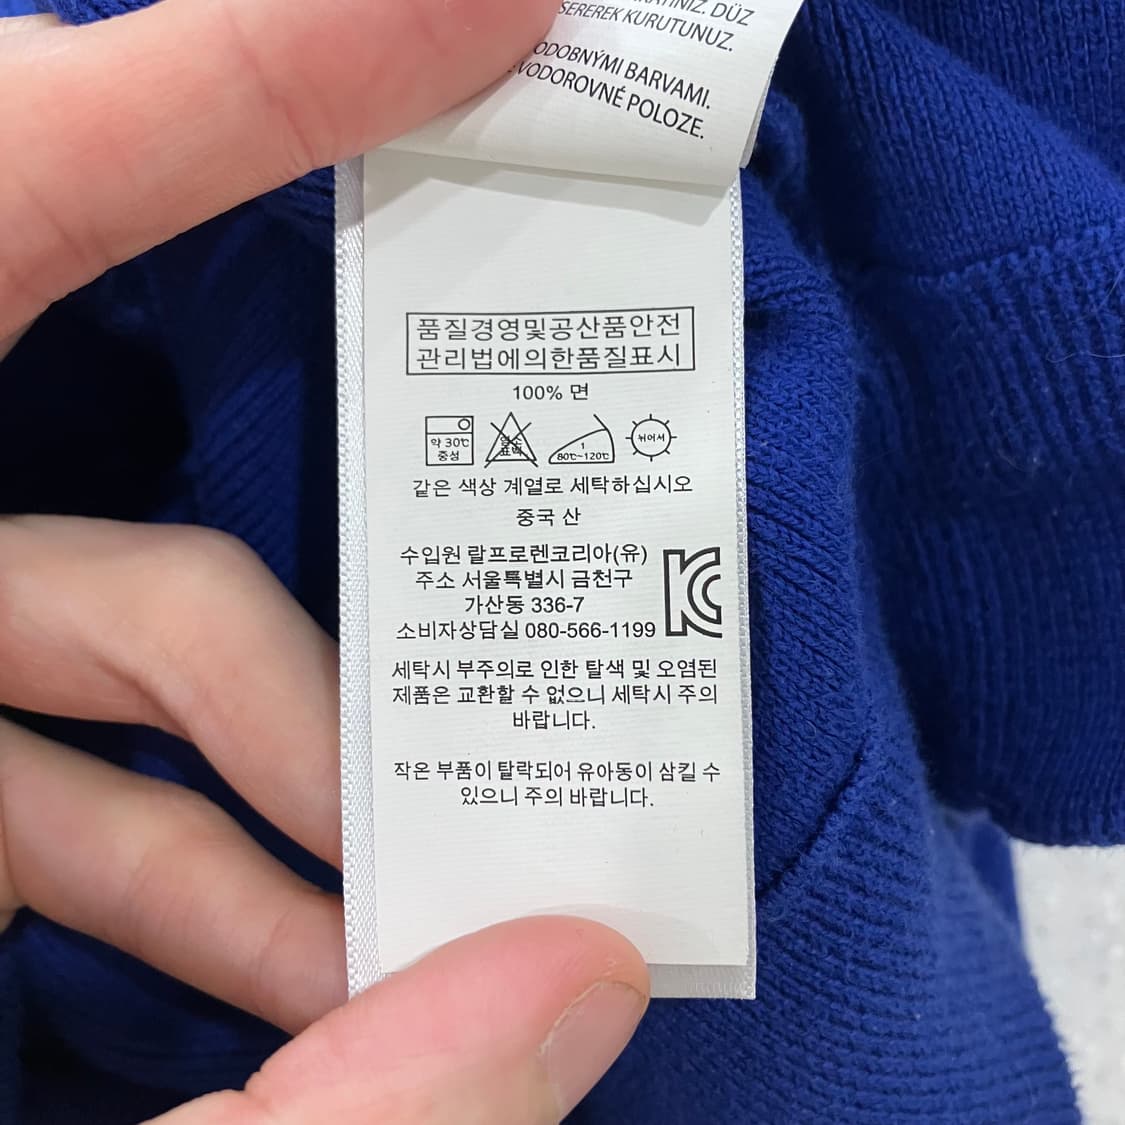 DÜZ
SEREREK KURUTUNUZ.
BARVAMI.
VODOROVNÉ POLOZE.
품질경영및공산품안전
관리법에의한품질표시
100% 면
약 30℃
중성
염소
표백
1
80℃~120℃
뉘어서
같은 색상 계열로 세탁하십시오
중국 산
수입원 랄프로렌코리아(유)
주소 서울특별시 금천구
가산동 336-7
소비자상담실 080-566-1199
세탁시 부주의로 인한 탈색 및 오염된
제품은 교환할 수 없으니 세탁시 주의
바랍니다.
작은 부품이 탈락되어 유아동이 삼킬 수
있으니 주의 바랍니다.